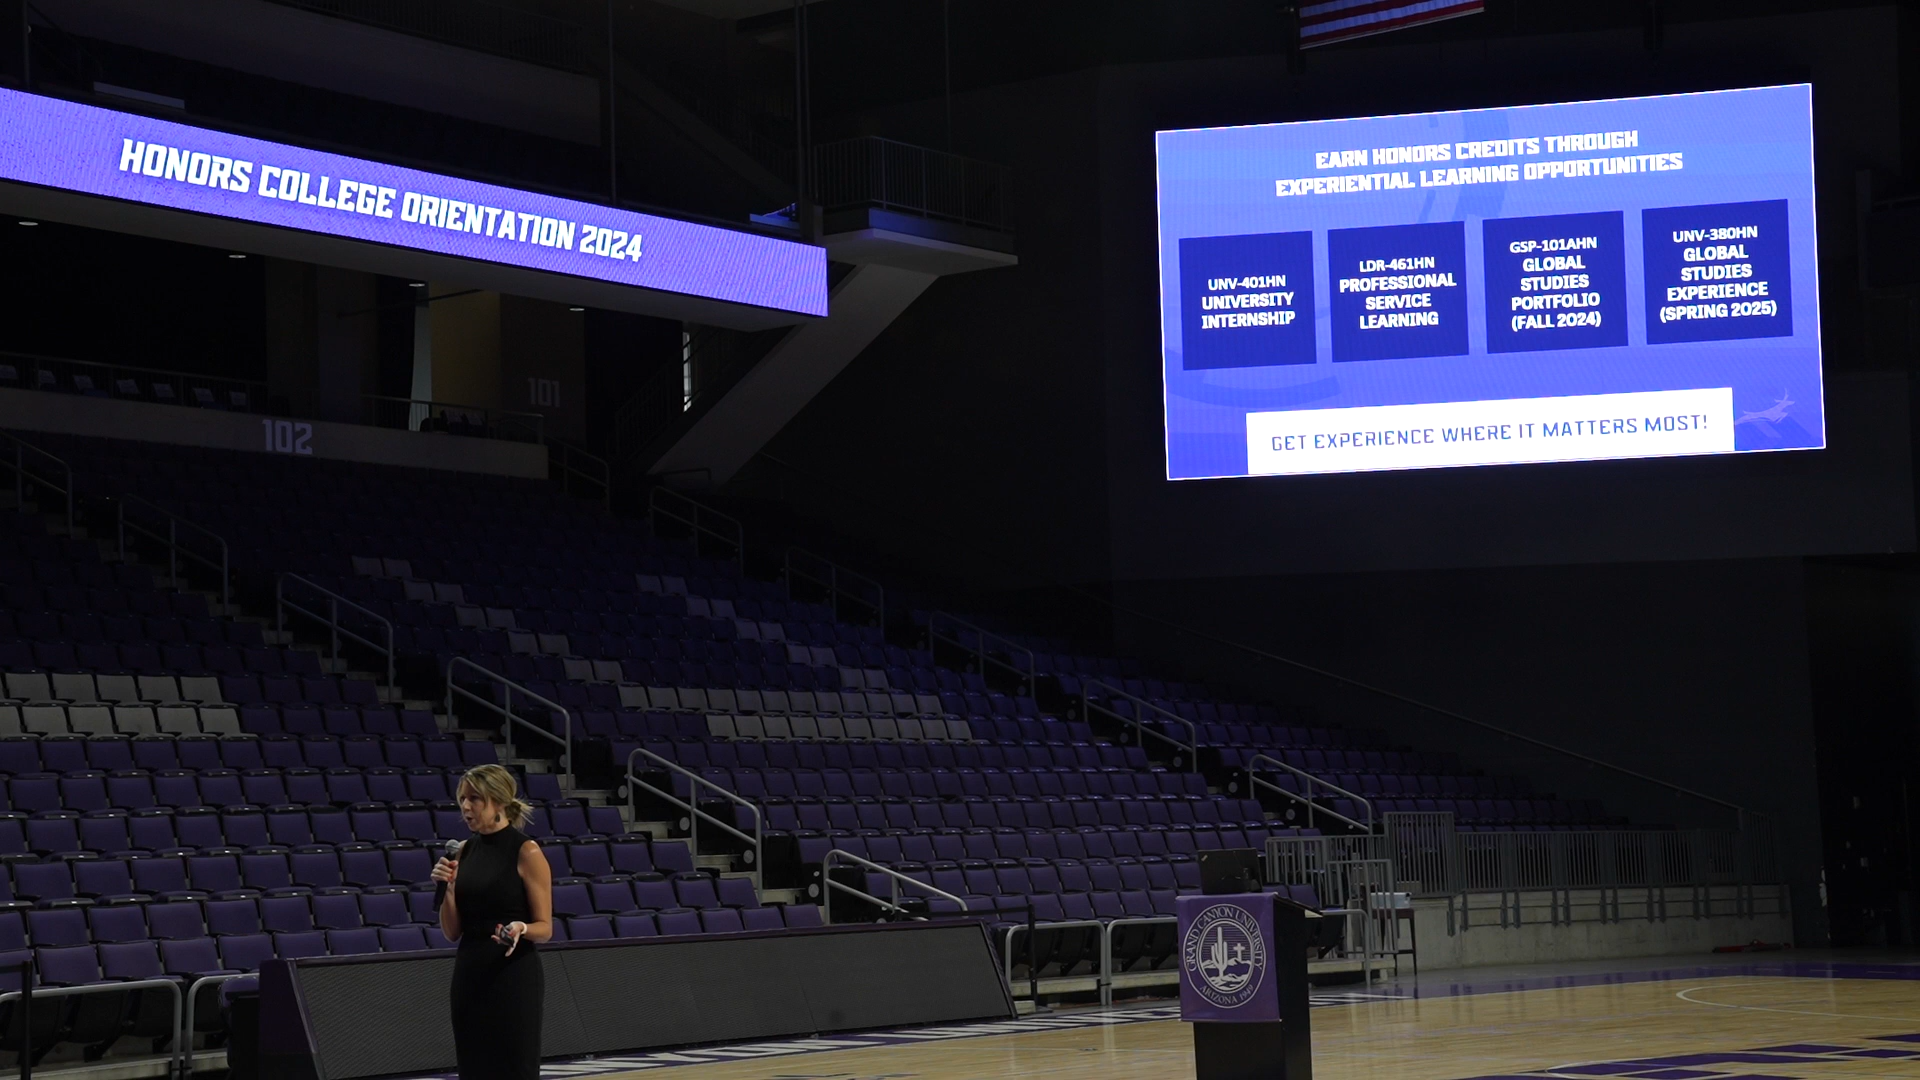 HONORS COLLEGE ORIENTATION 2024
EARN HONORS CREDITS THROUGH
EXPERIENTIAL LEARNING OPPORTUNITIES
UNV-401HN
UNIVERSITY
INTERNSHIP
LDR-461HN
PROFESSIONAL
SERVICE
LEARNING
GSP-101AHN
GLOBAL
STUDIES
PORTFOLIO
(FALL 2024)
UNV-380HN
GLOBAL
STUDIES
EXPERIENCE
(SPRING 2025)
GET EXPERIENCE WHERE IT MATTERS MOST!
101
102
GRAND CANYON UNIVERSITY
ARIZONA 1949